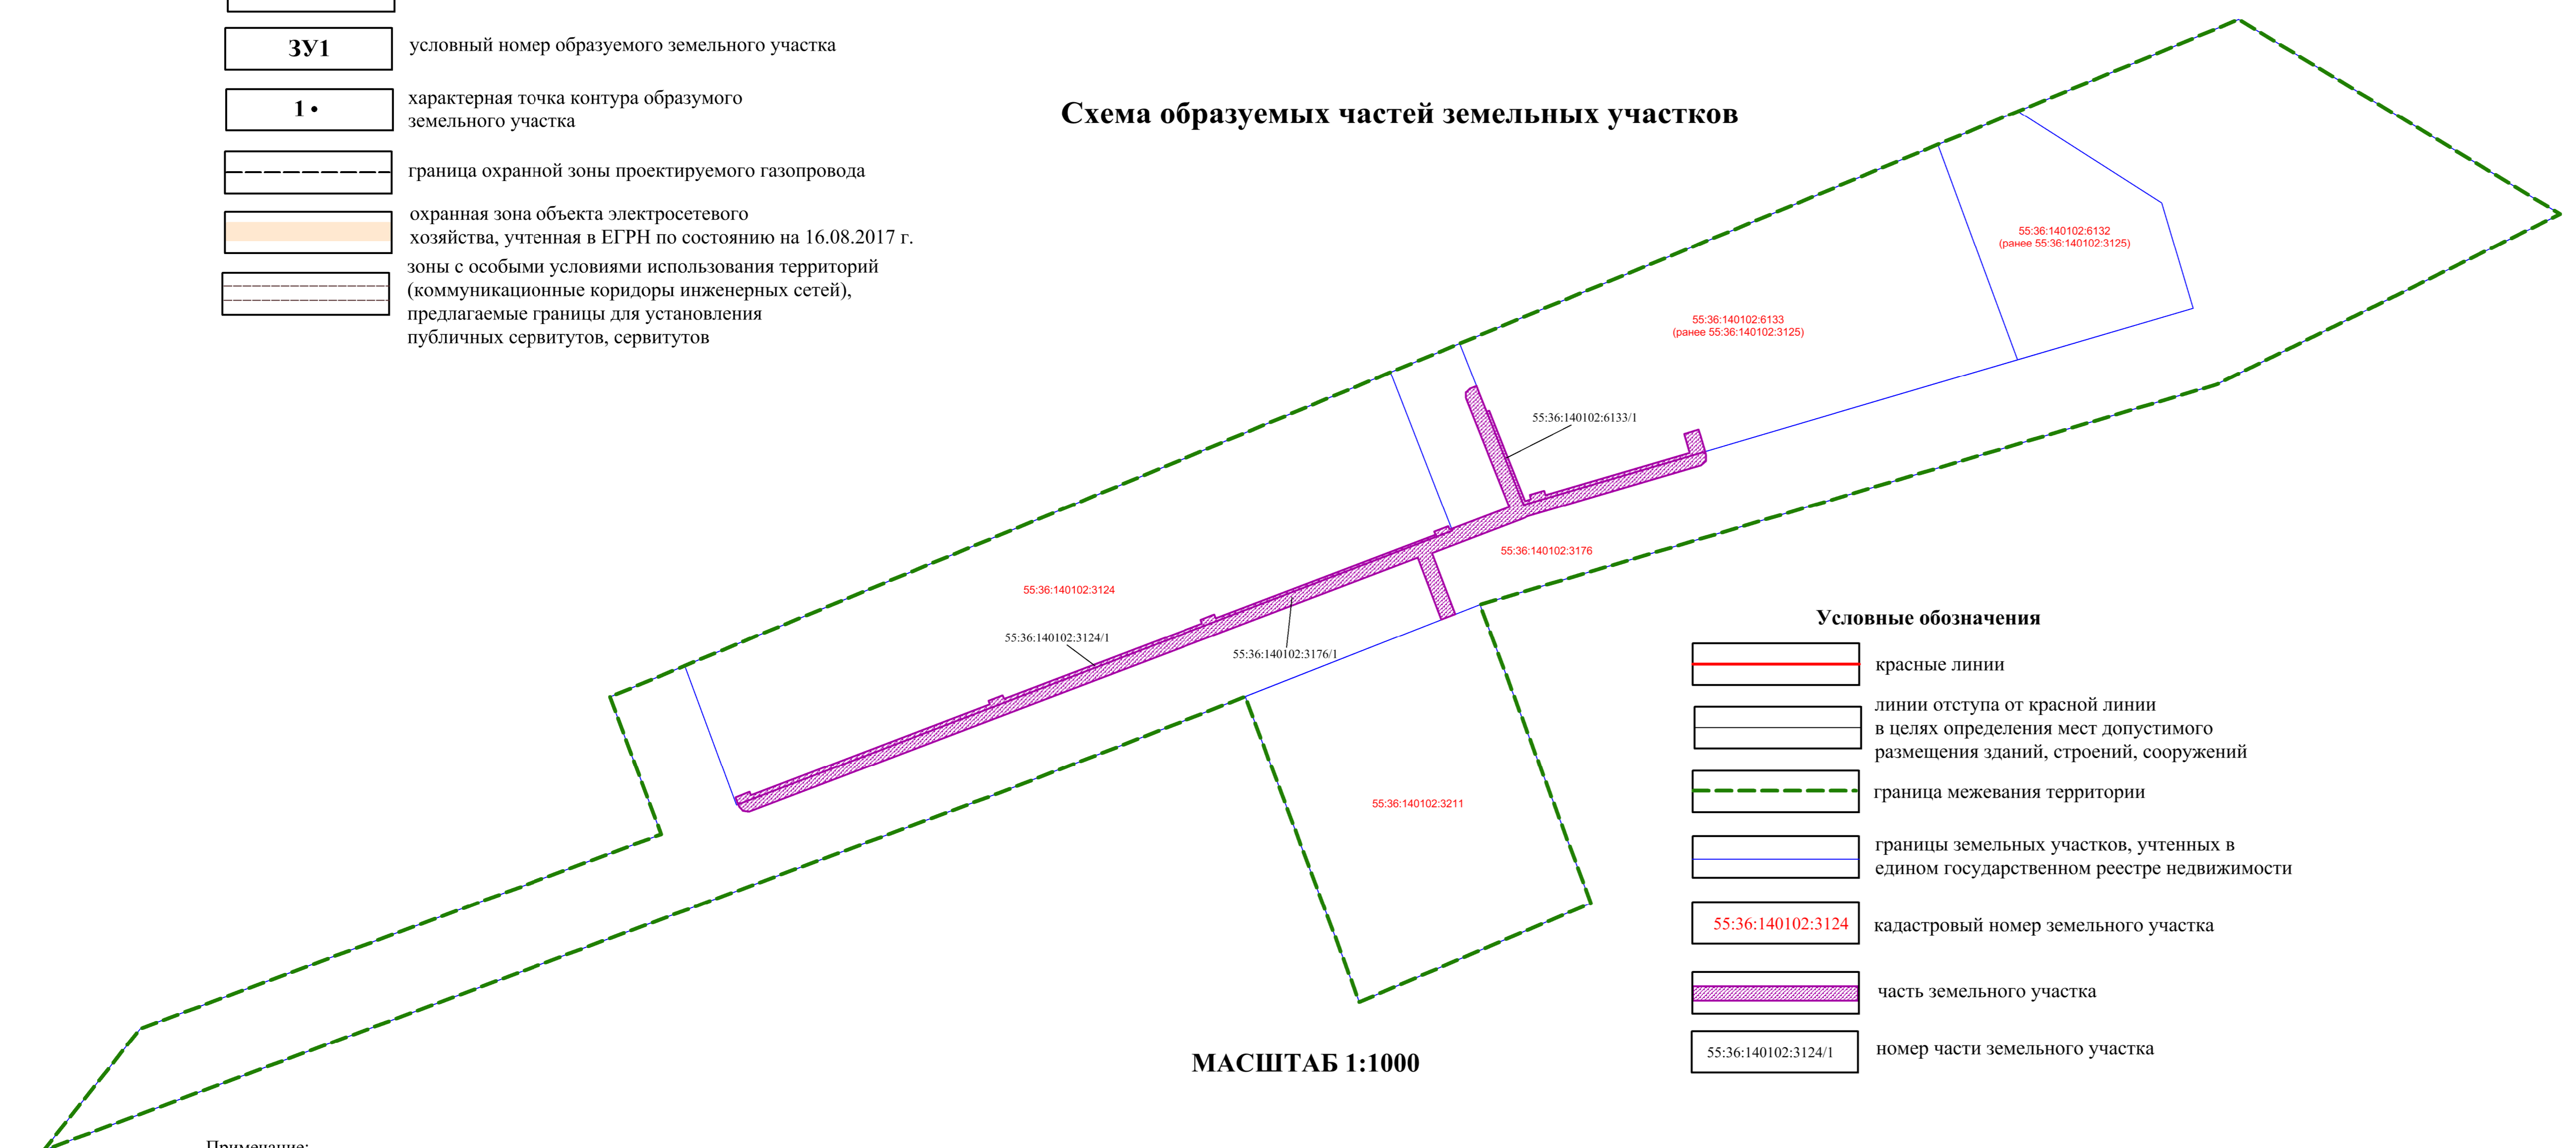 ЗУ1
условный номер образуемого земельного участка
1 •
характерная точка контура образумого
земельного участка
граница охранной зоны проектируемого газопровода
охранная зона объекта электросетевого
хозяйства, учтенная в ЕГРН по состоянию на 16.08.2017 г.
зоны с особыми условиями использования территорий
(коммуникационные коридоры инженерных сетей),
предлагаемые границы для установления
публичных сервитутов, сервитутов
Схема образуемых частей земельных участков
55:36:140102:6132
(ранее 55:36:140102:3125)
55:36:140102:6133
(ранее 55:36:140102:3125)
55:36:140102:6133/1
55:36:140102:3176
55:36:140102:3124
55:36:140102:3124/1
55:36:140102:3176/1
55:36:140102:3211
Условные обозначения
красные линии
линии отступа от красной линии
в целях определения мест допустимого
размещения зданий, строений, сооружений
граница межевания территории
границы земельных участков, учтенных в
едином государственном реестре недвижимости
55:36:140102:3124
кадастровый номер земельного участка
часть земельного участка
55:36:140102:3124/1
номер части земельного участка
МАСШТАБ 1:1000
Примечание: